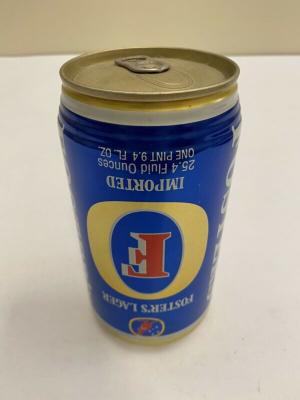 FOSTER'S LAGER
F
IMPORTED
25.4 Fluid Ounces
ONE PINT 9.4 FL. OZ.